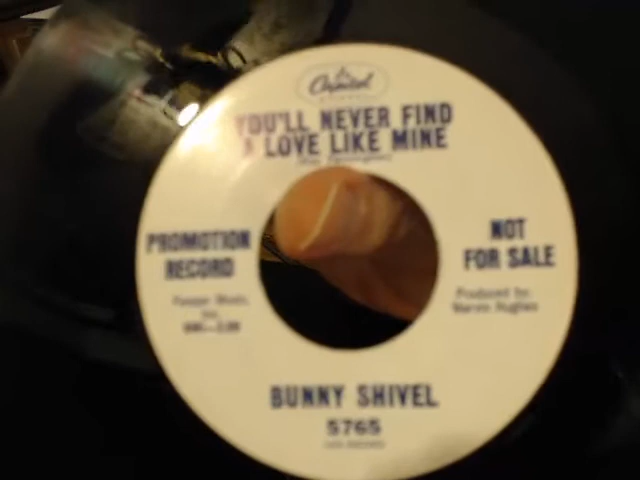 Capitol
YOU'LL NEVER FIND
A LOVE LIKE MINE
PROMOTION
RECORD
NOT
FOR SALE
Produced by:
Marvin Hughes
Inc.
BUNNY SHIVEL
5765